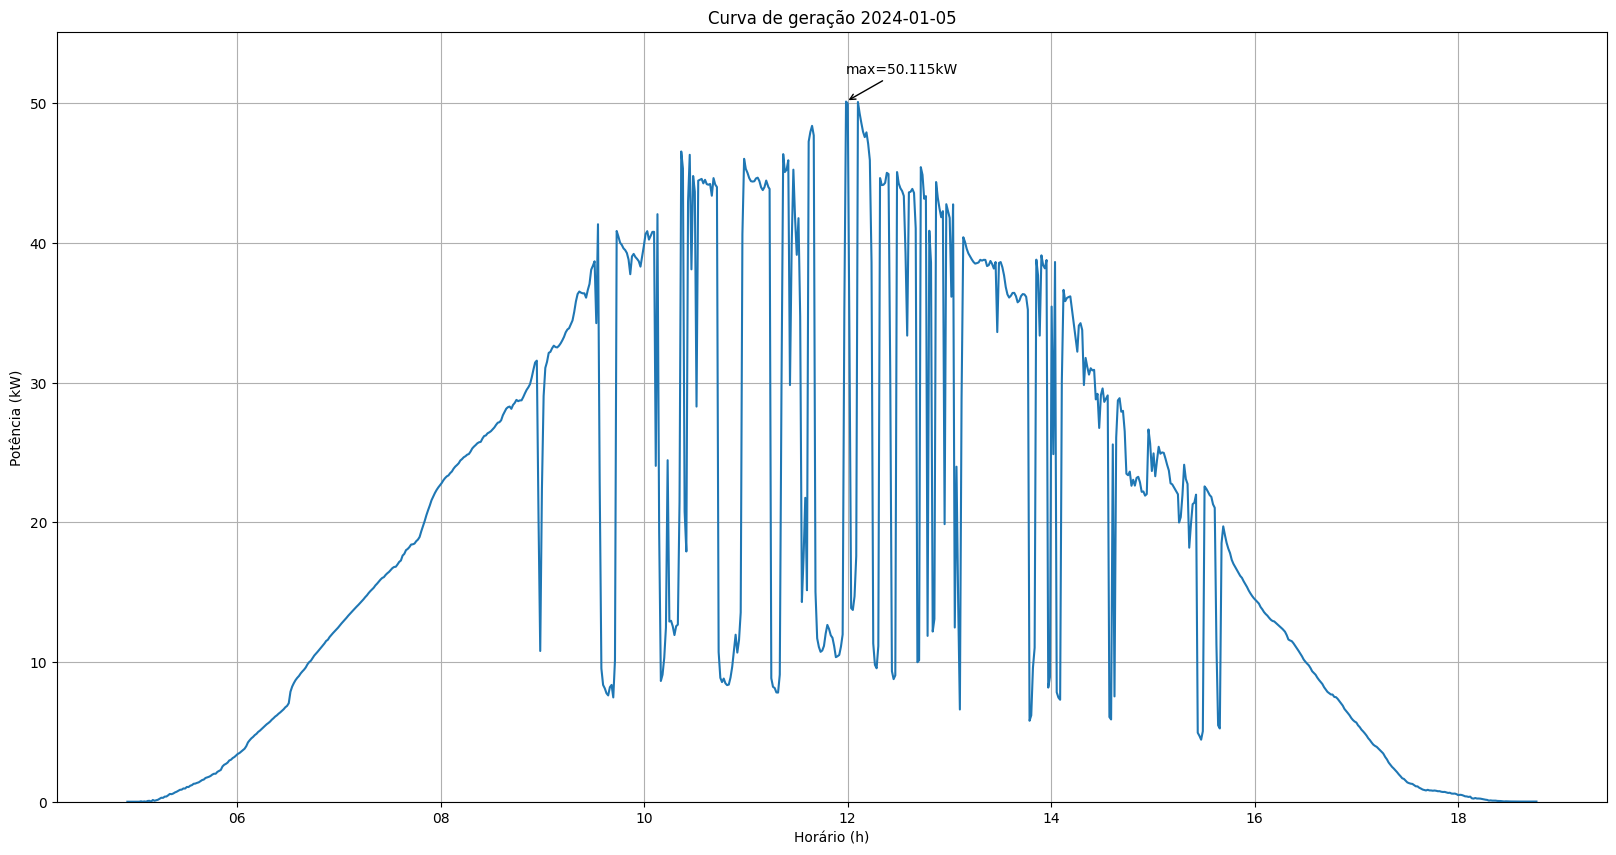 Curva de geração 2024-01-05
max=50.115kW
50
40
30
20
10
0
Potência (kW)
06 08 10 12 14 16 18
Horário (h)